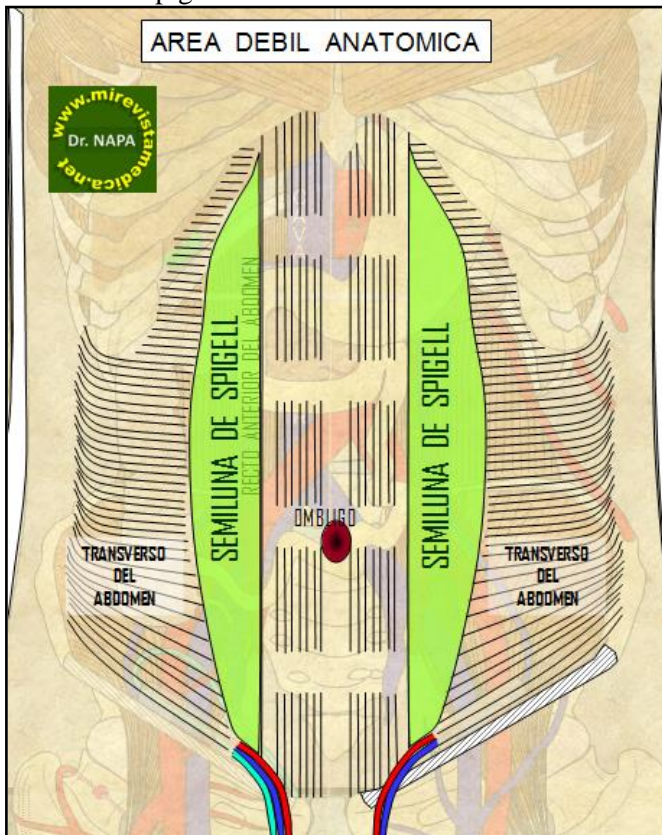 AREA DEBIL ANATOMICA
www.mirevistamedica.net
Dr. NAPA
SEMILUNA DE SPIGELL
RECTO ANTERIOR DEL ABDOMEN
SEMILUNA DE SPIGELL
OMBLIGO
TRANSVERSO
DEL
ABDOMEN
TRANSVERSO
DEL
ABDOMEN